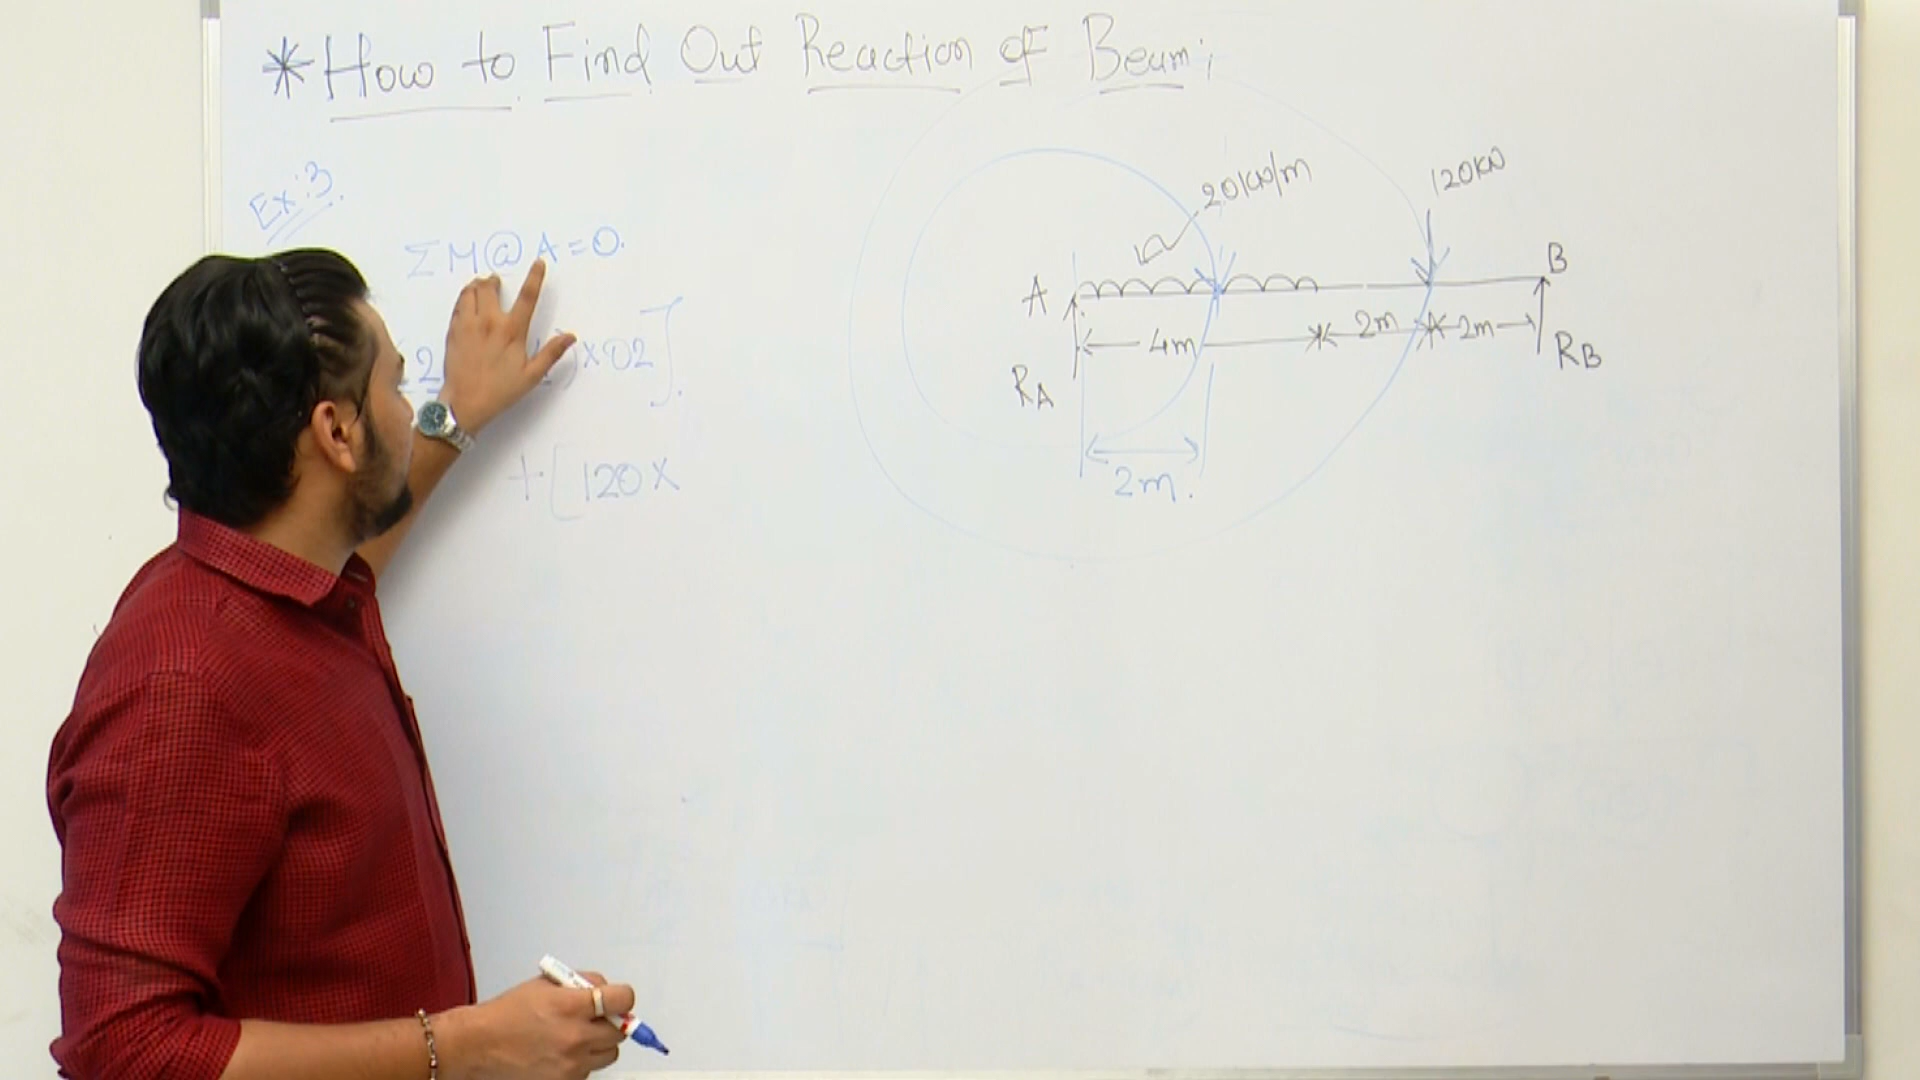 * How to Find Out Reaction of Beam:
Ex:3.
ΣM@A=0.
×02].
+[120×
20kN/m
120kN
A
B
4m
2m
2m
RA
RB
2m.